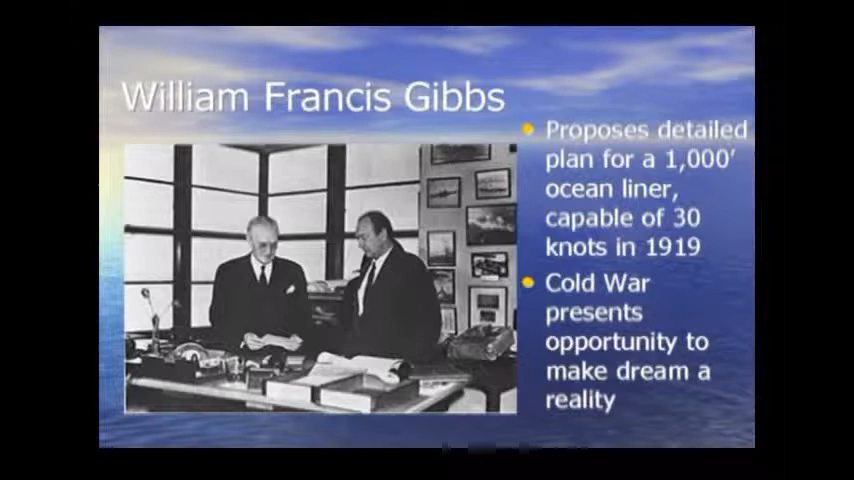 William Francis Gibbs
Proposes detailed
plan for a 1,000'
ocean liner,
capable of 30
knots in 1919
Cold War
presents
opportunity to
make dream a
reality